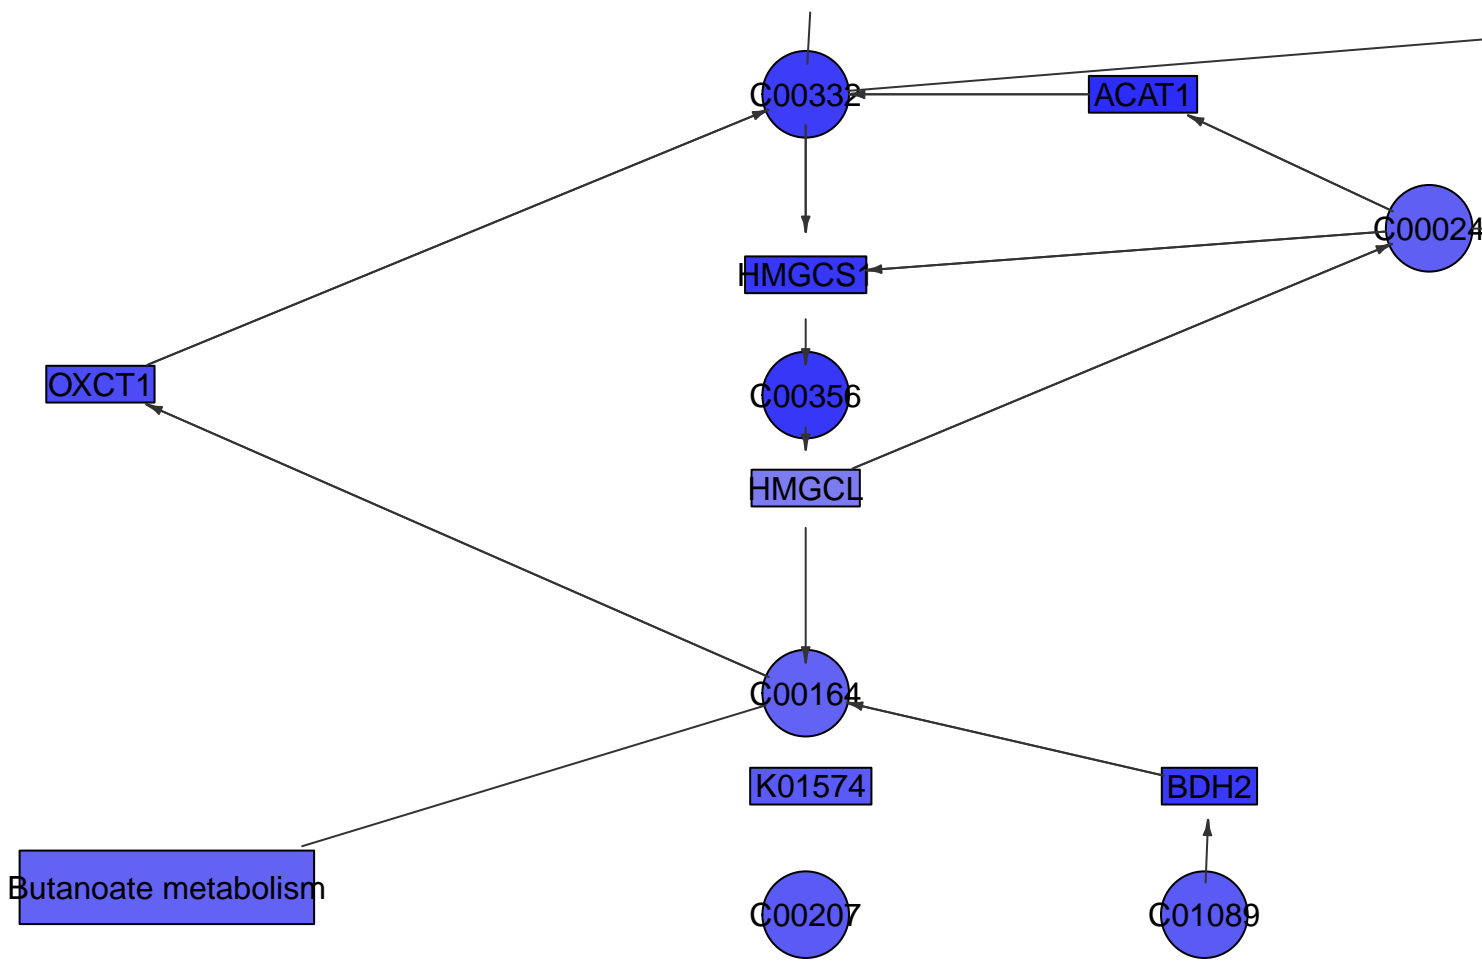 C00332
ACAT1
C00024
HMGCS1
OXCT1
C00356
HMGCL
C00164
K01574
BDH2
Butanoate metabolism
C00207
C01089